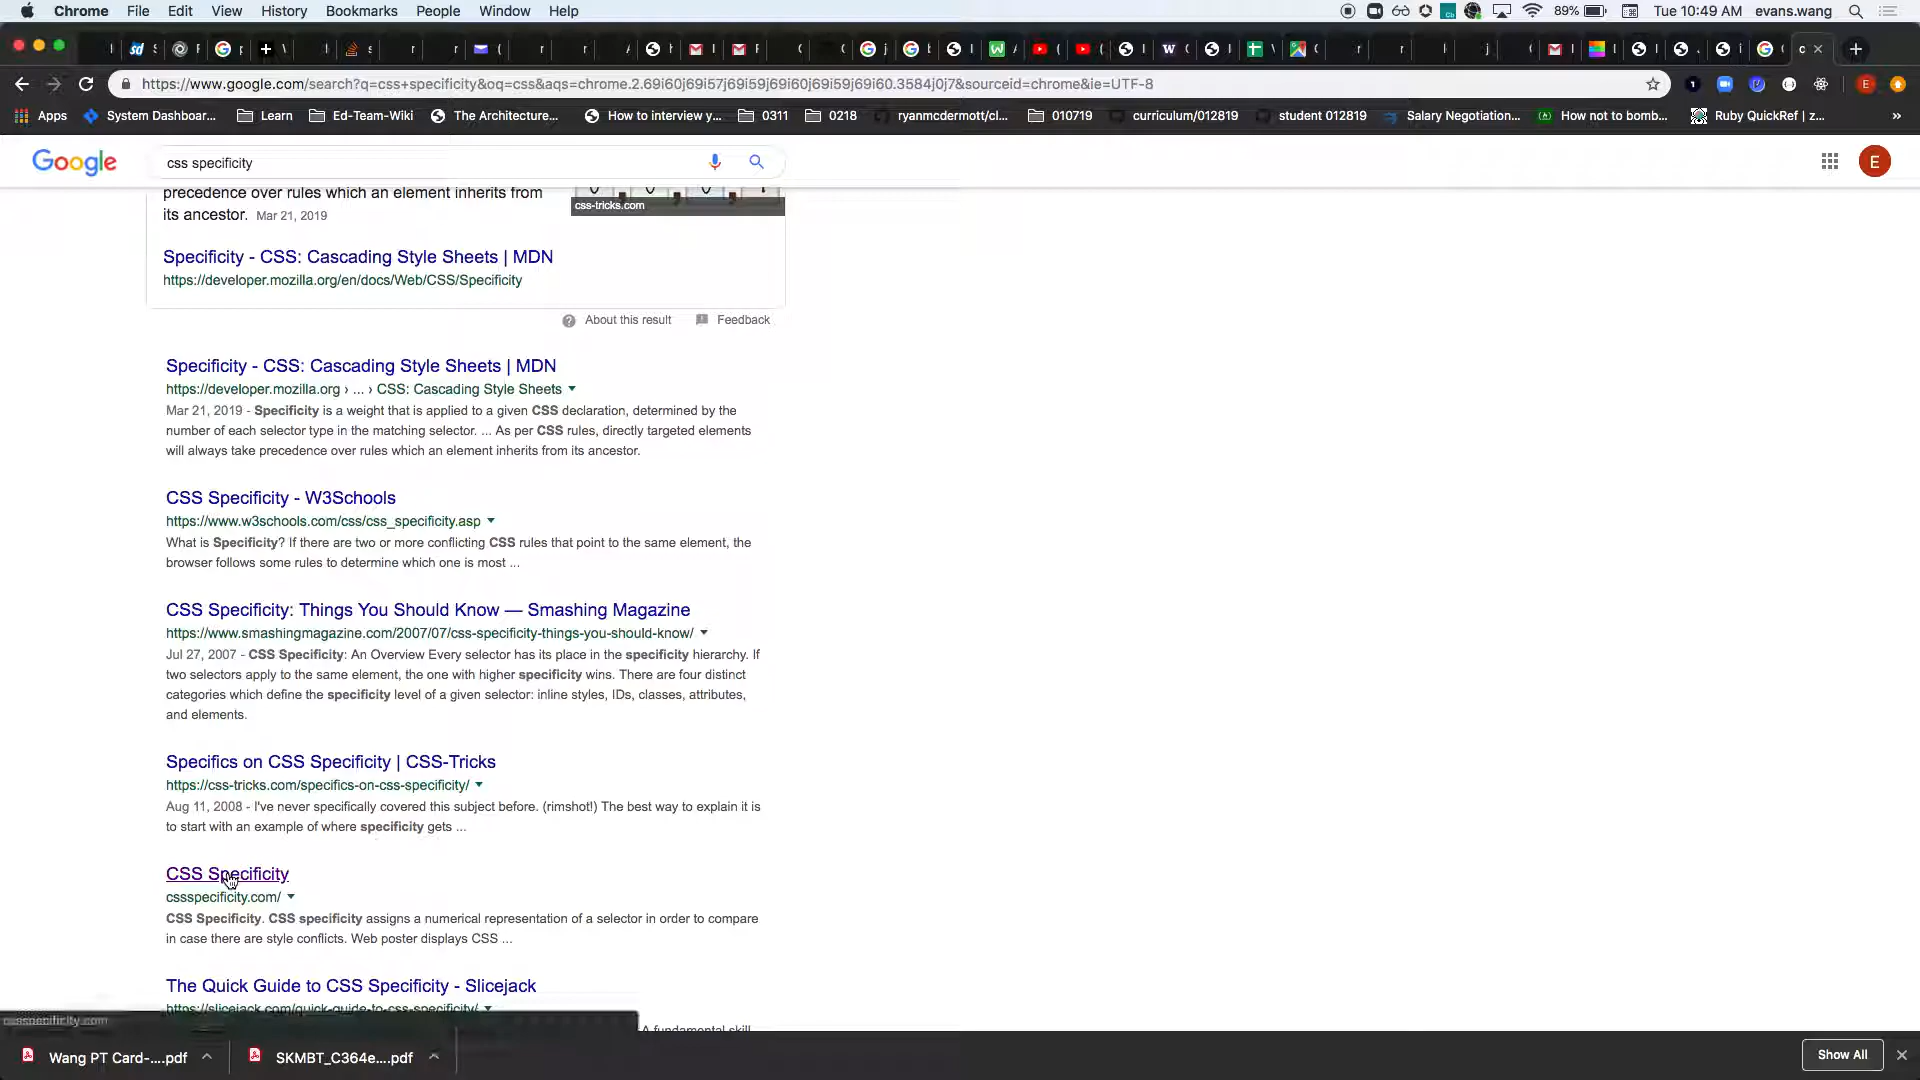 Chrome File Edit View History Bookmarks People Window Help 89% Tue 10:49 AM evans.wang
https://www.google.com/search?q=css+specificity&oq=css&aqs=chrome.2.69i60j69i57j69i59j69i60j69i59j69i60.3584j0j7&sourceid=chrome&ie=UTF-8
Apps System Dashboar... Learn Ed-Team-Wiki The Architecture... How to interview y... 0311 0218 ryanmcdermott/cl... 010719 curriculum/012819 student 012819 Salary Negotiation... How not to bomb... Ruby QuickRef | z... »
Google css specificity E
precedence over rules which an element inherits from
its ancestor. Mar 21, 2019
css-tricks.com
Specificity - CSS: Cascading Style Sheets | MDN
https://developer.mozilla.org/en/docs/Web/CSS/Specificity
About this result Feedback
Specificity - CSS: Cascading Style Sheets | MDN
https://developer.mozilla.org › ... › CSS: Cascading Style Sheets
Mar 21, 2019 - Specificity is a weight that is applied to a given CSS declaration, determined by the
number of each selector type in the matching selector. ... As per CSS rules, directly targeted elements
will always take precedence over rules which an element inherits from its ancestor.
CSS Specificity - W3Schools
https://www.w3schools.com/css/css_specificity.asp
What is Specificity? If there are two or more conflicting CSS rules that point to the same element, the
browser follows some rules to determine which one is most ...
CSS Specificity: Things You Should Know — Smashing Magazine
https://www.smashingmagazine.com/2007/07/css-specificity-things-you-should-know/
Jul 27, 2007 - CSS Specificity: An Overview Every selector has its place in the specificity hierarchy. If
two selectors apply to the same element, the one with higher specificity wins. There are four distinct
categories which define the specificity level of a given selector: inline styles, IDs, classes, attributes,
and elements.
Specifics on CSS Specificity | CSS-Tricks
https://css-tricks.com/specifics-on-css-specificity/
Aug 11, 2008 - I've never specifically covered this subject before. (rimshot!) The best way to explain it is
to start with an example of where specificity gets ...
CSS Specificity
cssspecificity.com/
CSS Specificity. CSS specificity assigns a numerical representation of a selector in order to compare
in case there are style conflicts. Web poster displays CSS ...
The Quick Guide to CSS Specificity - Slicejack
https://slicejack.com/quick-guide-to-css-specificity/
cssspecificity.com
A fundamental skill
Wang PT Card-....pdf SKMBT_C364e....pdf Show All